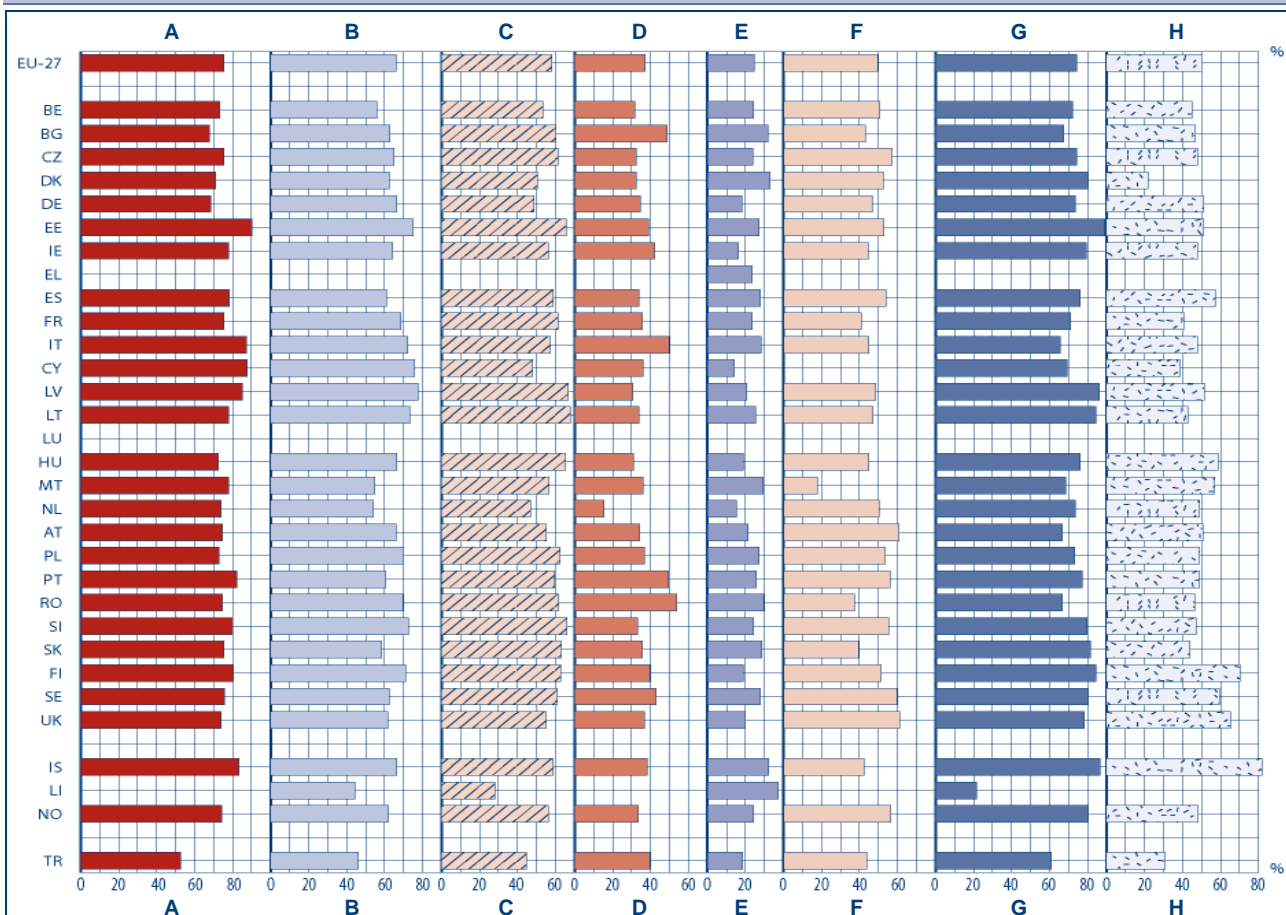 A B C D E F G H
%
EU-27
BE
BG
CZ
DK
DE
EE
IE
EL
ES
FR
IT
CY
LV
LT
LU
HU
MT
NL
AT
PL
PT
RO
SI
SK
FI
SE
UK
IS
LI
NO
TR
%
0 20 40 60 80 0 20 40 60 80 0 20 40 60 0 20 40 60 0 20 0 20 40 60 0 20 40 60 80 0 20 40 60 80
A B C D E F G H